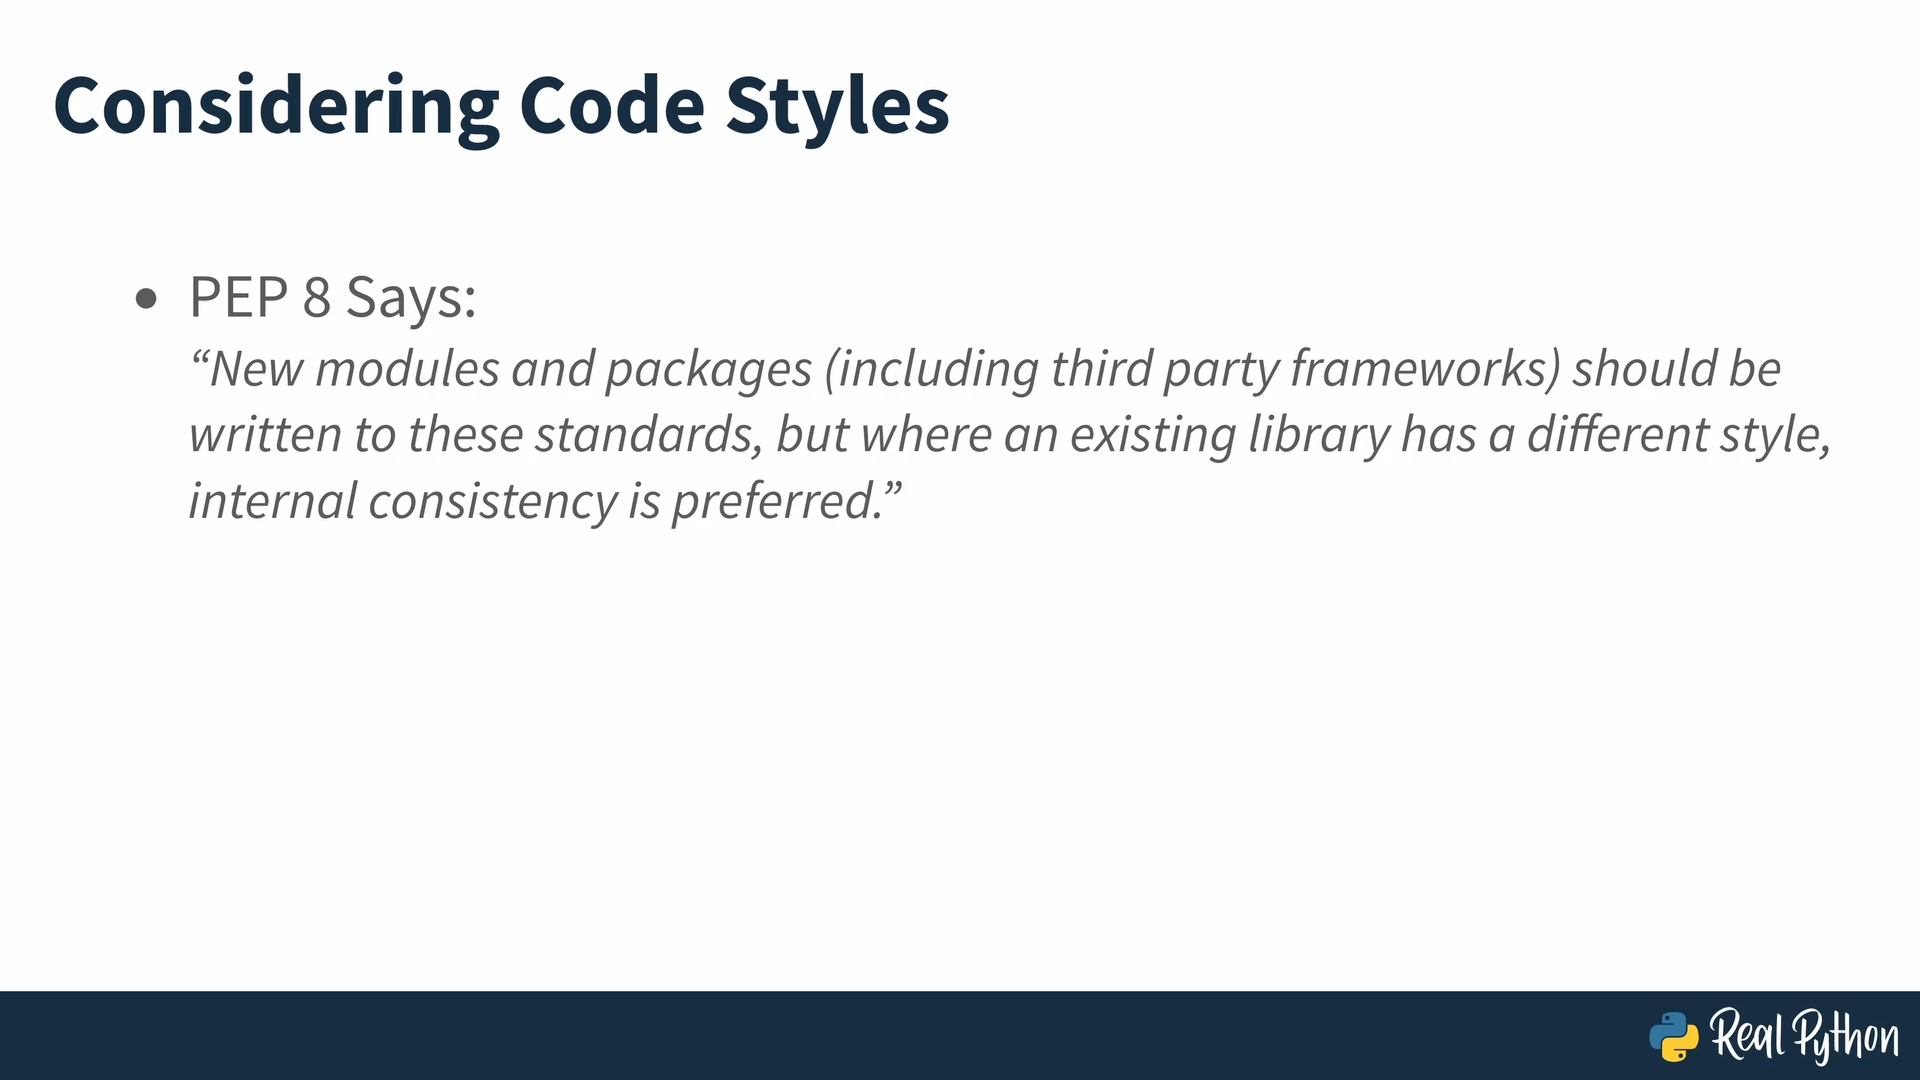 Considering Code Styles
• PEP 8 Says:
“New modules and packages (including third party frameworks) should be
written to these standards, but where an existing library has a different style,
internal consistency is preferred.”
Real Python